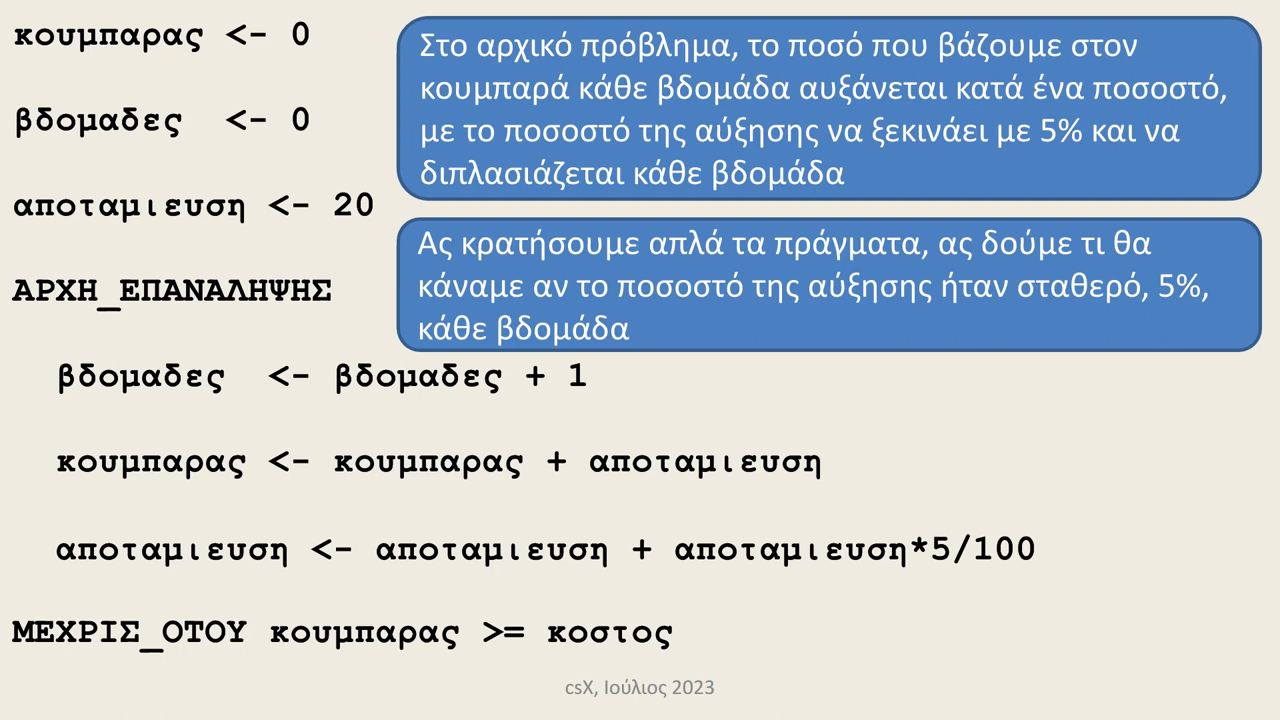 κουμπαρας <- 0
βδομαδες <- 0
αποταμιευση <- 20
ΑΡΧΗ_ΕΠΑΝΑΛΗΨΗΣ
βδομαδες <- βδομαδες + 1
κουμπαρας <- κουμπαρας + αποταμιευση
αποταμιευση <- αποταμιευση + αποταμιευση*5/100
ΜΕΧΡΙΣ_ΟΤΟΥ κουμπαρας >= κοστος
Στο αρχικό πρόβλημα, το ποσό που βάζουμε στον
κουμπαρά κάθε βδομάδα αυξάνεται κατά ένα ποσοστό,
με το ποσοστό της αύξησης να ξεκινάει με 5% και να
διπλασιάζεται κάθε βδομάδα
Ας κρατήσουμε απλά τα πράγματα, ας δούμε τι θα
κάναμε αν το ποσοστό της αύξησης ήταν σταθερό, 5%,
κάθε βδομάδα
csX, Ιούλιος 2023